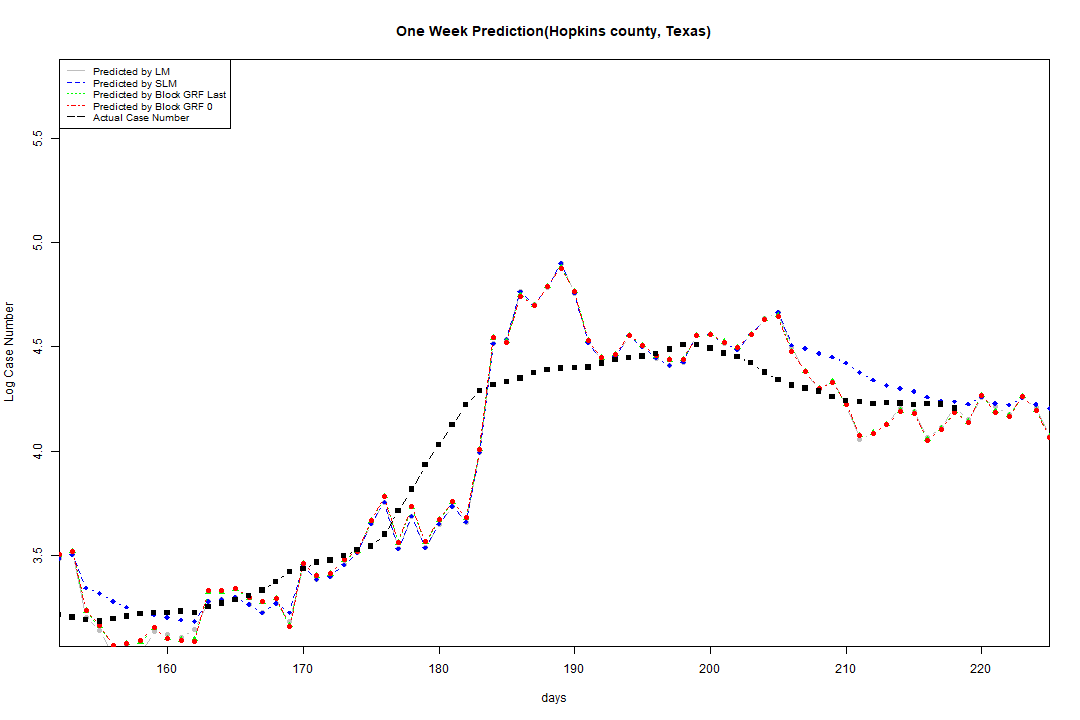 One Week Prediction(Hopkins county, Texas)
Predicted by LM
Predicted by SLM
Predicted by Block GRF Last
Predicted by Block GRF 0
Actual Case Number
Log Case Number
5.5
5.0
4.5
4.0
3.5
160 170 180 190 200 210 220
days